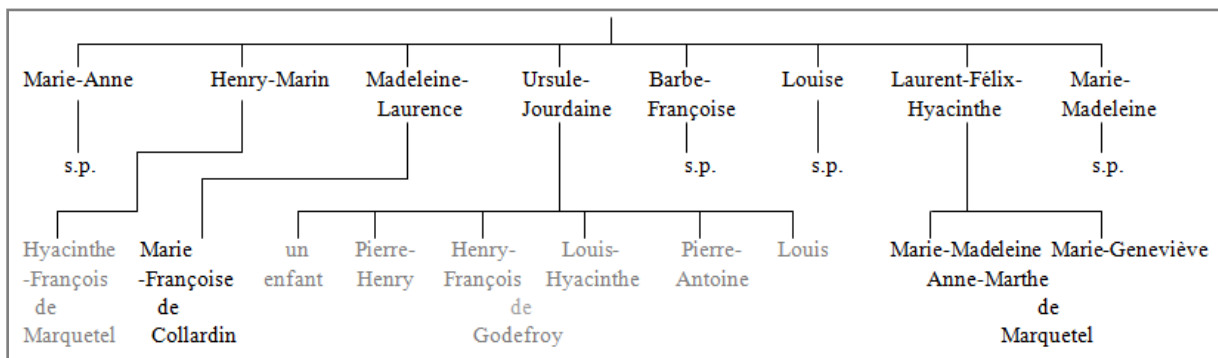 Marie-Anne Henry-Marin Madeleine- Ursule- Barbe- Louise Laurent-Félix- Marie-
Laurence Jourdaine Françoise Hyacinthe Madeleine
s.p. s.p. s.p. s.p.
Hyacinthe Marie un Pierre- Henry- Louis- Pierre- Louis Marie-Madeleine Marie-Geneviève
-François -Françoise enfant Henry François Hyacinthe Antoine Anne-Marthe
de de de de
Marquetel Collardin Godefroy Marquetel